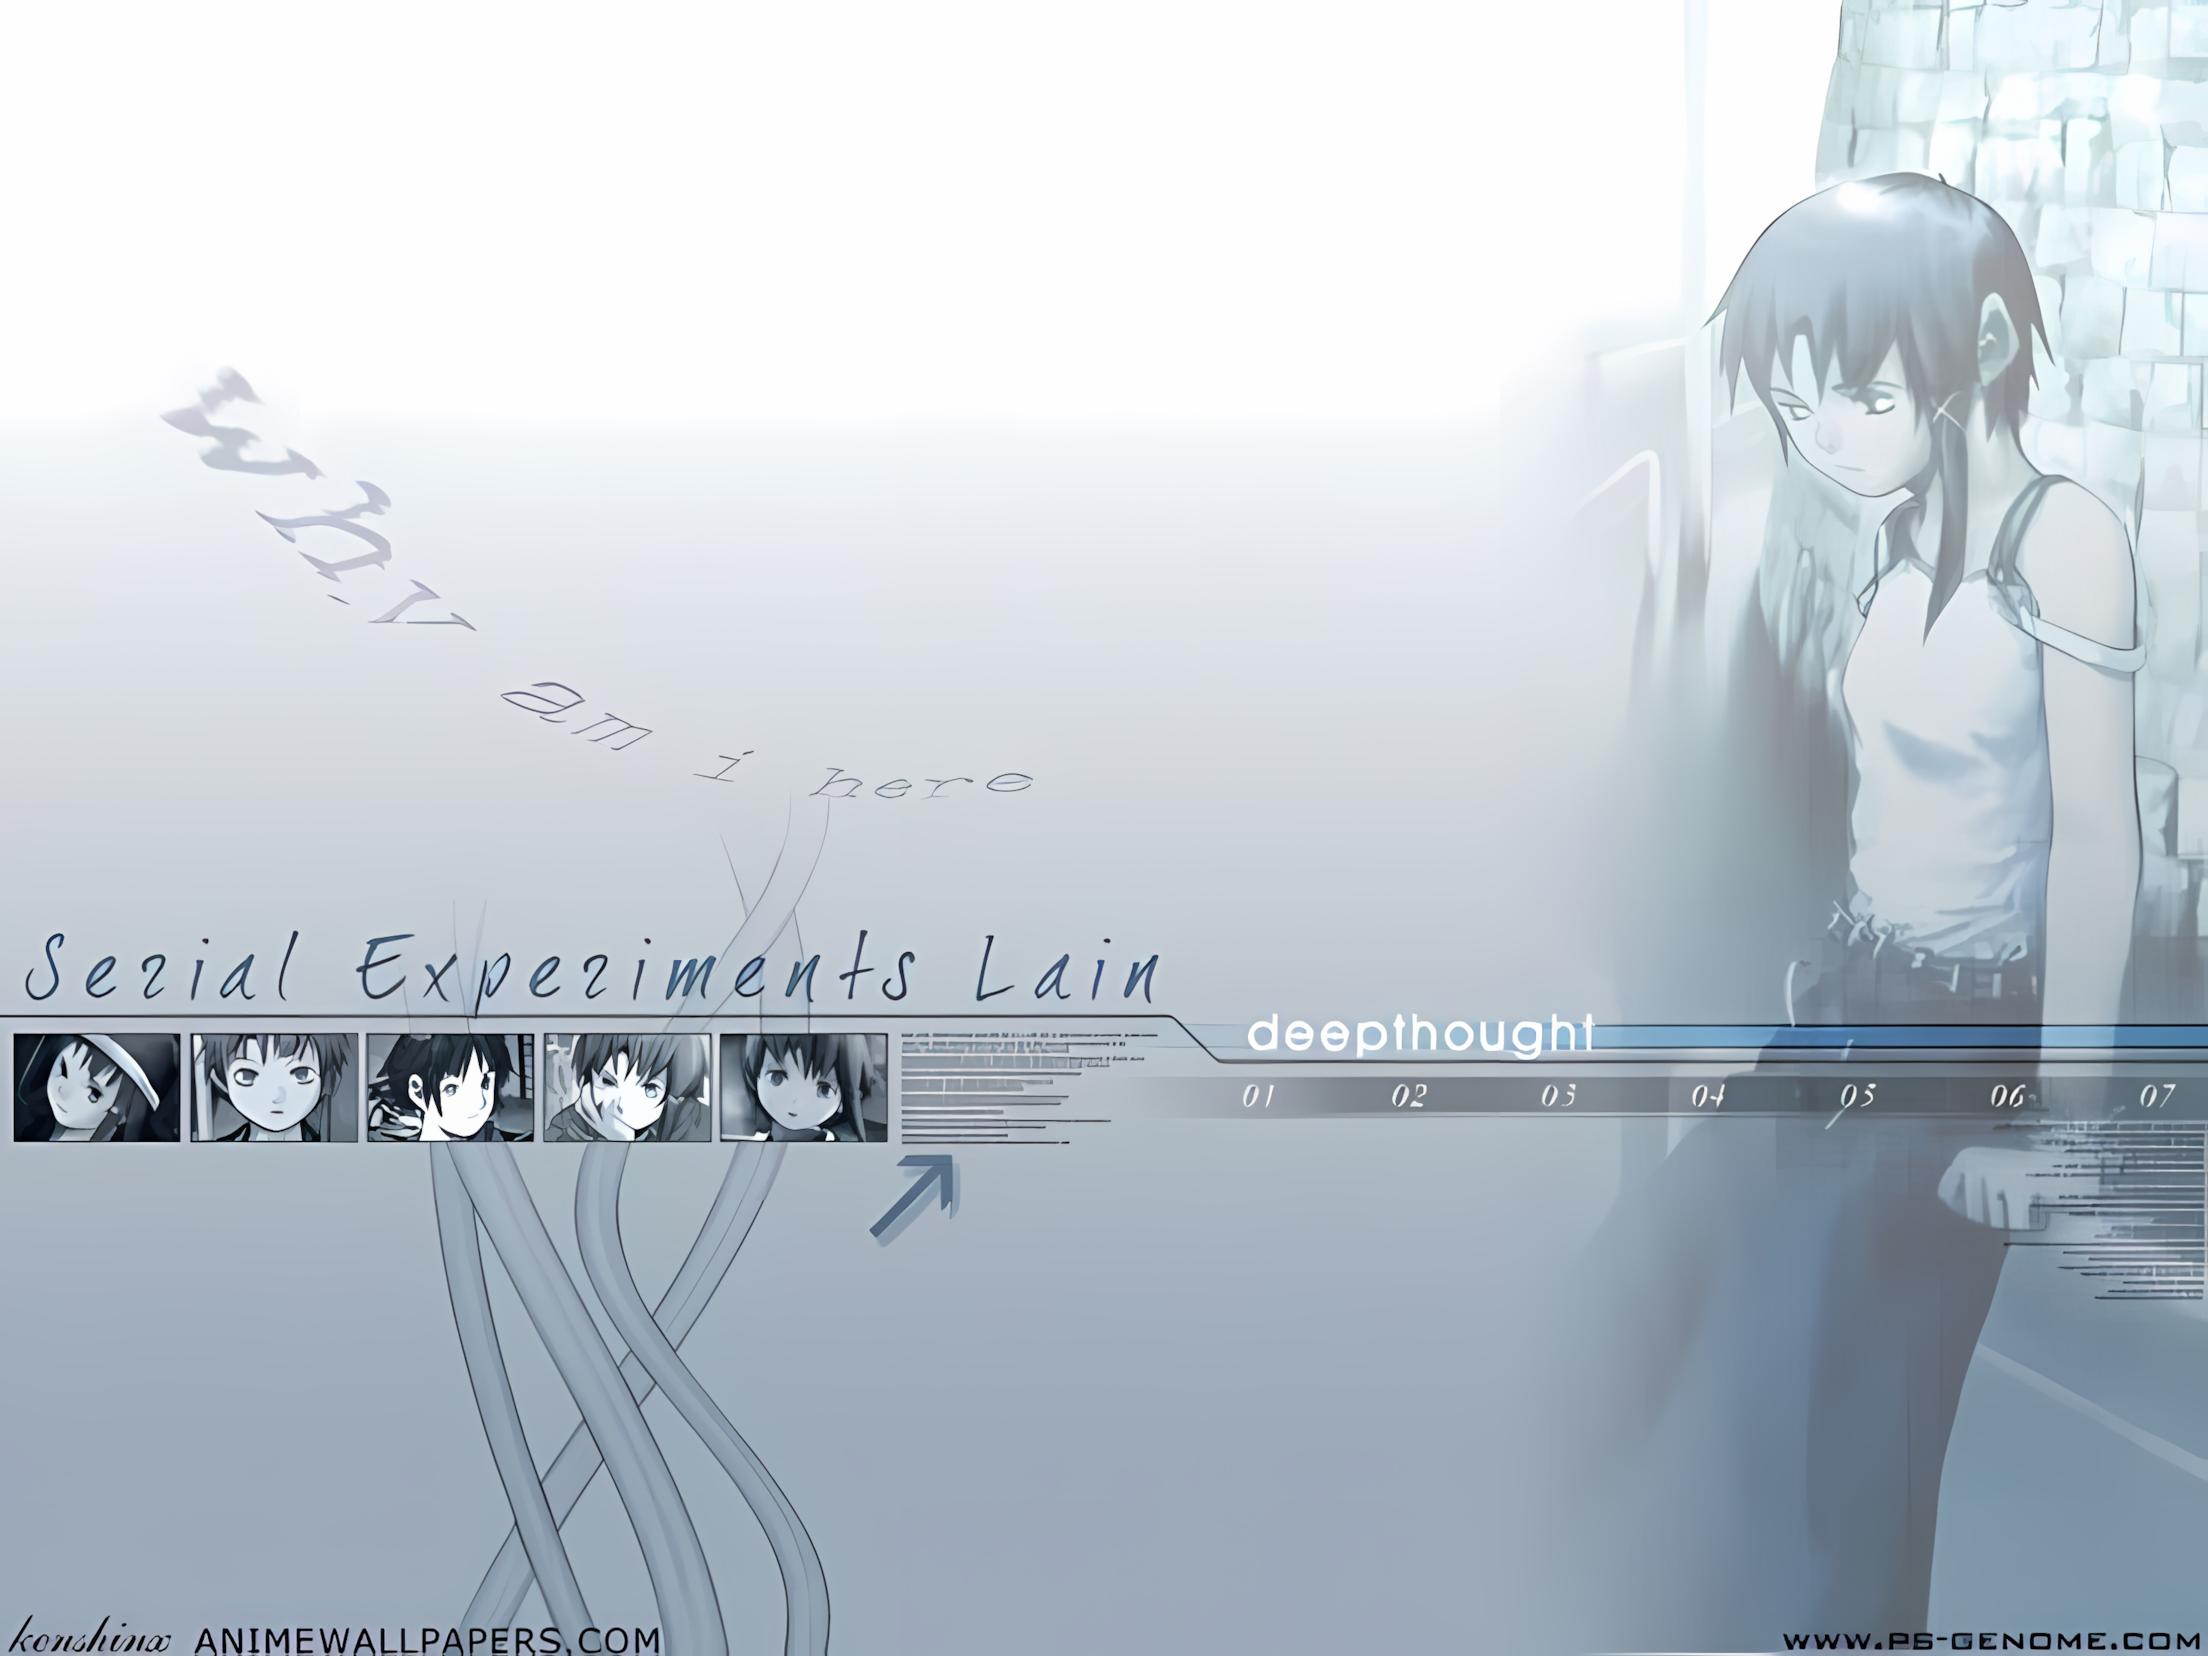 why am i here
Serial Experiments Lain
deepthought
01 02 03 04 05 06 07
konshinx ANIMEWALLPAPERS.COM
WWW.PS-GENOME.COM